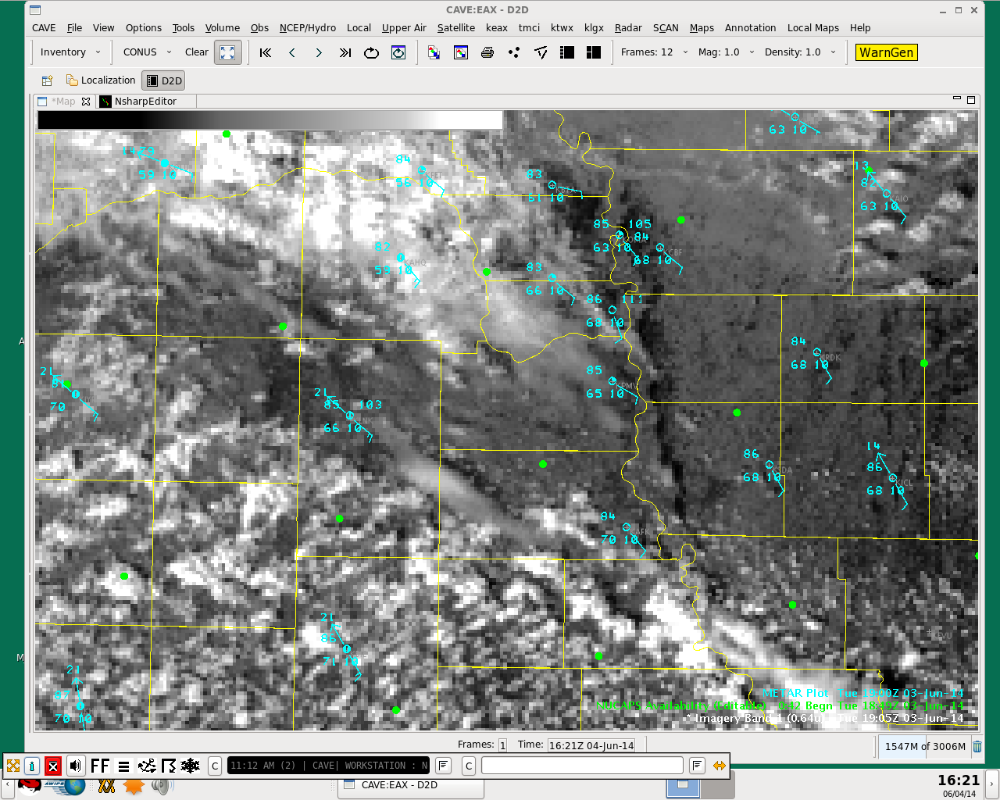 CAVE:EAX - D2D
CAVE File View Options Tools Volume Obs NCEP/Hydro Local Upper Air Satellite keax tmci ktwx klgx Radar SCAN Maps Annotation Local Maps Help
Inventory CONUS Clear Frames: 12 Mag: 1.0 Density: 1.0 WarnGen
Localization D2D
*Map NsharpEditor
63 10
59 10
84
56 10
83
61 10
13
82
63 10
85 105
84
63 10
68 10
82
KAHQ
59 10
83
66 10
86 111
68 10
84
KRDK
68 10
85
65 10
21
70
21
85 103
66 10
86
68 10
14
86
68 10
84
70 10
21
86
71 10
21
87
70 10
METAR Plot Tue 19:00Z 03-Jun-14
NUCAPS Availability (Editable) 0:42 Begn Tue 18:49Z 03-Jun-14
* Imagery Band 1 (0.64u) Tue 19:05Z 03-Jun-14
A
M
Frames: 1 Time: 16:21Z 04-Jun-14
1547M of 3006M
FF C 11:12 AM (2) | CAVE| WORKSTATION : N C
AWIPS CAVE:EAX - D2D
16:21
06/04/14